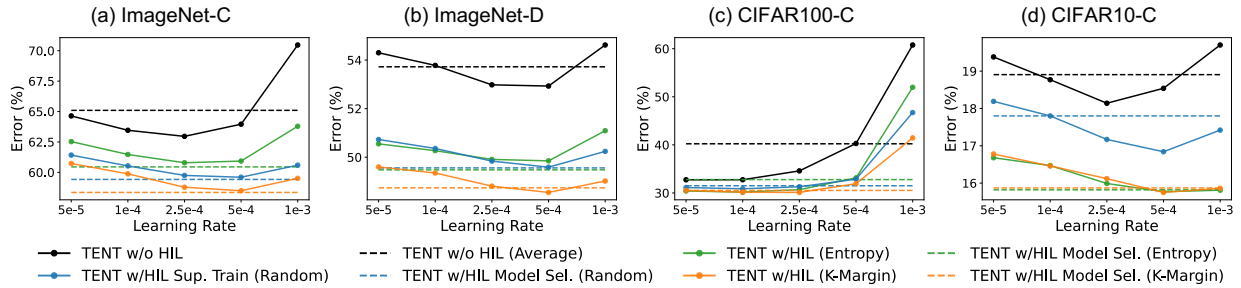 (a) ImageNet-C
(b) ImageNet-D
(c) CIFAR100-C
(d) CIFAR10-C
Error (%)
70.0
67.5
65.0
62.5
60.0
5e-5 1e-4 2.5e-4 5e-4 1e-3
Learning Rate
Error (%)
54
52
50
5e-5 1e-4 2.5e-4 5e-4 1e-3
Learning Rate
Error (%)
60
50
40
30
5e-5 1e-4 2.5e-4 5e-4 1e-3
Learning Rate
Error (%)
19
18
17
16
5e-5 1e-4 2.5e-4 5e-4 1e-3
Learning Rate
TENT w/o HIL
TENT w/o HIL (Average)
TENT w/HIL (Entropy)
TENT w/HIL Model Sel. (Entropy)
TENT w/HIL Sup. Train (Random)
TENT w/HIL Model Sel. (Random)
TENT w/HIL (K-Margin)
TENT w/HIL Model Sel. (K-Margin)